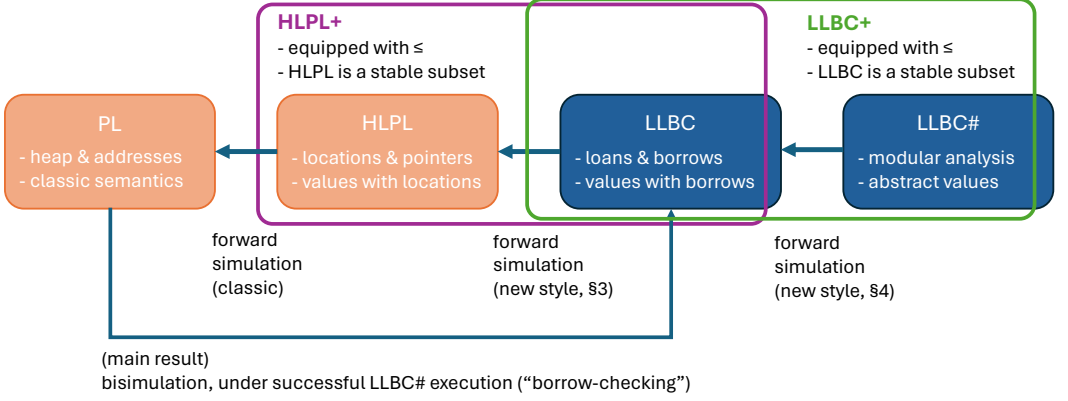 HLPL+
- equipped with ≤
- HLPL is a stable subset
LLBC+
- equipped with ≤
- LLBC is a stable subset
PL
- heap & addresses
- classic semantics
HLPL
- locations & pointers
- values with locations
LLBC
- loans & borrows
- values with borrows
LLBC#
- modular analysis
- abstract values
forward
simulation
(classic)
forward
simulation
(new style, §3)
forward
simulation
(new style, §4)
(main result)
bisimulation, under successful LLBC# execution (“borrow-checking”)